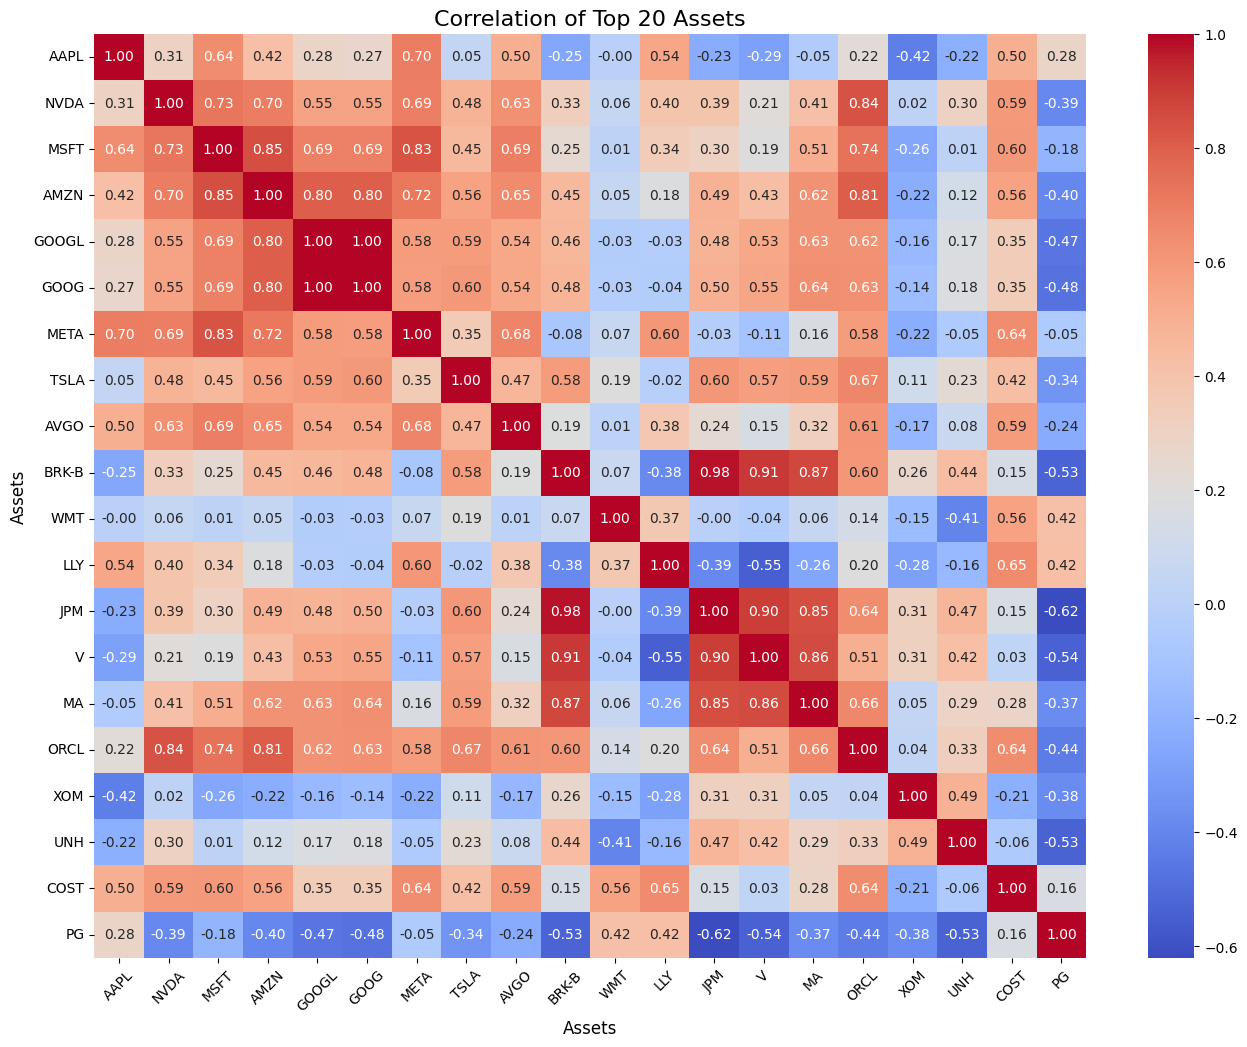 Correlation of Top 20 Assets
AAPL 1.00 0.31 0.64 0.42 0.28 0.27 0.70 0.05 0.50 -0.25 -0.00 0.54 -0.23 -0.29 -0.05 0.22 -0.42 -0.22 0.50 0.28
NVDA 0.31 1.00 0.73 0.70 0.55 0.55 0.69 0.48 0.63 0.33 0.06 0.40 0.39 0.21 0.41 0.84 0.02 0.30 0.59 -0.39
MSFT 0.64 0.73 1.00 0.85 0.69 0.69 0.83 0.45 0.69 0.25 0.01 0.34 0.30 0.19 0.51 0.74 -0.26 0.01 0.60 -0.18
AMZN 0.42 0.70 0.85 1.00 0.80 0.80 0.72 0.56 0.65 0.45 0.05 0.18 0.49 0.43 0.62 0.81 -0.22 0.12 0.56 -0.40
GOOGL 0.28 0.55 0.69 0.80 1.00 1.00 0.58 0.59 0.54 0.46 -0.03 -0.03 0.48 0.53 0.63 0.62 -0.16 0.17 0.35 -0.47
GOOG 0.27 0.55 0.69 0.80 1.00 1.00 0.58 0.60 0.54 0.48 -0.03 -0.04 0.50 0.55 0.64 0.63 -0.14 0.18 0.35 -0.48
META 0.70 0.69 0.83 0.72 0.58 0.58 1.00 0.35 0.68 -0.08 0.07 0.60 -0.03 -0.11 0.16 0.58 -0.22 -0.05 0.64 -0.05
TSLA 0.05 0.48 0.45 0.56 0.59 0.60 0.35 1.00 0.47 0.58 0.19 -0.02 0.60 0.57 0.59 0.67 0.11 0.23 0.42 -0.34
AVGO 0.50 0.63 0.69 0.65 0.54 0.54 0.68 0.47 1.00 0.19 0.01 0.38 0.24 0.15 0.32 0.61 -0.17 0.08 0.59 -0.24
BRK-B -0.25 0.33 0.25 0.45 0.46 0.48 -0.08 0.58 0.19 1.00 0.07 -0.38 0.98 0.91 0.87 0.60 0.26 0.44 0.15 -0.53
WMT -0.00 0.06 0.01 0.05 -0.03 -0.03 0.07 0.19 0.01 0.07 1.00 0.37 -0.00 -0.04 0.06 0.14 -0.15 -0.41 0.56 0.42
LLY 0.54 0.40 0.34 0.18 -0.03 -0.04 0.60 -0.02 0.38 -0.38 0.37 1.00 -0.39 -0.55 -0.26 0.20 -0.28 -0.16 0.65 0.42
JPM -0.23 0.39 0.30 0.49 0.48 0.50 -0.03 0.60 0.24 0.98 -0.00 -0.39 1.00 0.90 0.85 0.64 0.31 0.47 0.15 -0.62
V -0.29 0.21 0.19 0.43 0.53 0.55 -0.11 0.57 0.15 0.91 -0.04 -0.55 0.90 1.00 0.86 0.51 0.31 0.42 0.03 -0.54
MA -0.05 0.41 0.51 0.62 0.63 0.64 0.16 0.59 0.32 0.87 0.06 -0.26 0.85 0.86 1.00 0.66 0.05 0.29 0.28 -0.37
ORCL 0.22 0.84 0.74 0.81 0.62 0.63 0.58 0.67 0.61 0.60 0.14 0.20 0.64 0.51 0.66 1.00 0.04 0.33 0.64 -0.44
XOM -0.42 0.02 -0.26 -0.22 -0.16 -0.14 -0.22 0.11 -0.17 0.26 -0.15 -0.28 0.31 0.31 0.05 0.04 1.00 0.49 -0.21 -0.38
UNH -0.22 0.30 0.01 0.12 0.17 0.18 -0.05 0.23 0.08 0.44 -0.41 -0.16 0.47 0.42 0.29 0.33 0.49 1.00 -0.06 -0.53
COST 0.50 0.59 0.60 0.56 0.35 0.35 0.64 0.42 0.59 0.15 0.56 0.65 0.15 0.03 0.28 0.64 -0.21 -0.06 1.00 0.16
PG 0.28 -0.39 -0.18 -0.40 -0.47 -0.48 -0.05 -0.34 -0.24 -0.53 0.42 0.42 -0.62 -0.54 -0.37 -0.44 -0.38 -0.53 0.16 1.00
AAPL NVDA MSFT AMZN GOOGL GOOG META TSLA AVGO BRK-B WMT LLY JPM V MA ORCL XOM UNH COST PG
Assets
Assets
1.0
0.8
0.6
0.4
0.2
0.0
−0.2
−0.4
−0.6